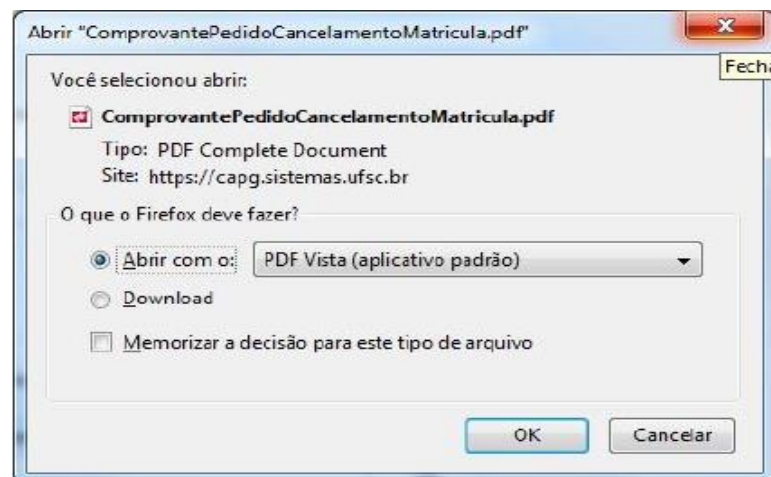 Abrir "ComprovantePedidoCancelamentoMatricula.pdf"
Você selecionou abrir:
ComprovantePedidoCancelamentoMatricula.pdf
Tipo: PDF Complete Document
Site: https://capg.sistemas.ufsc.br
O que o Firefox deve fazer?
Abrir com o: PDF Vista (aplicativo padrão)
Download
Memorizar a decisão para este tipo de arquivo
OK Cancelar